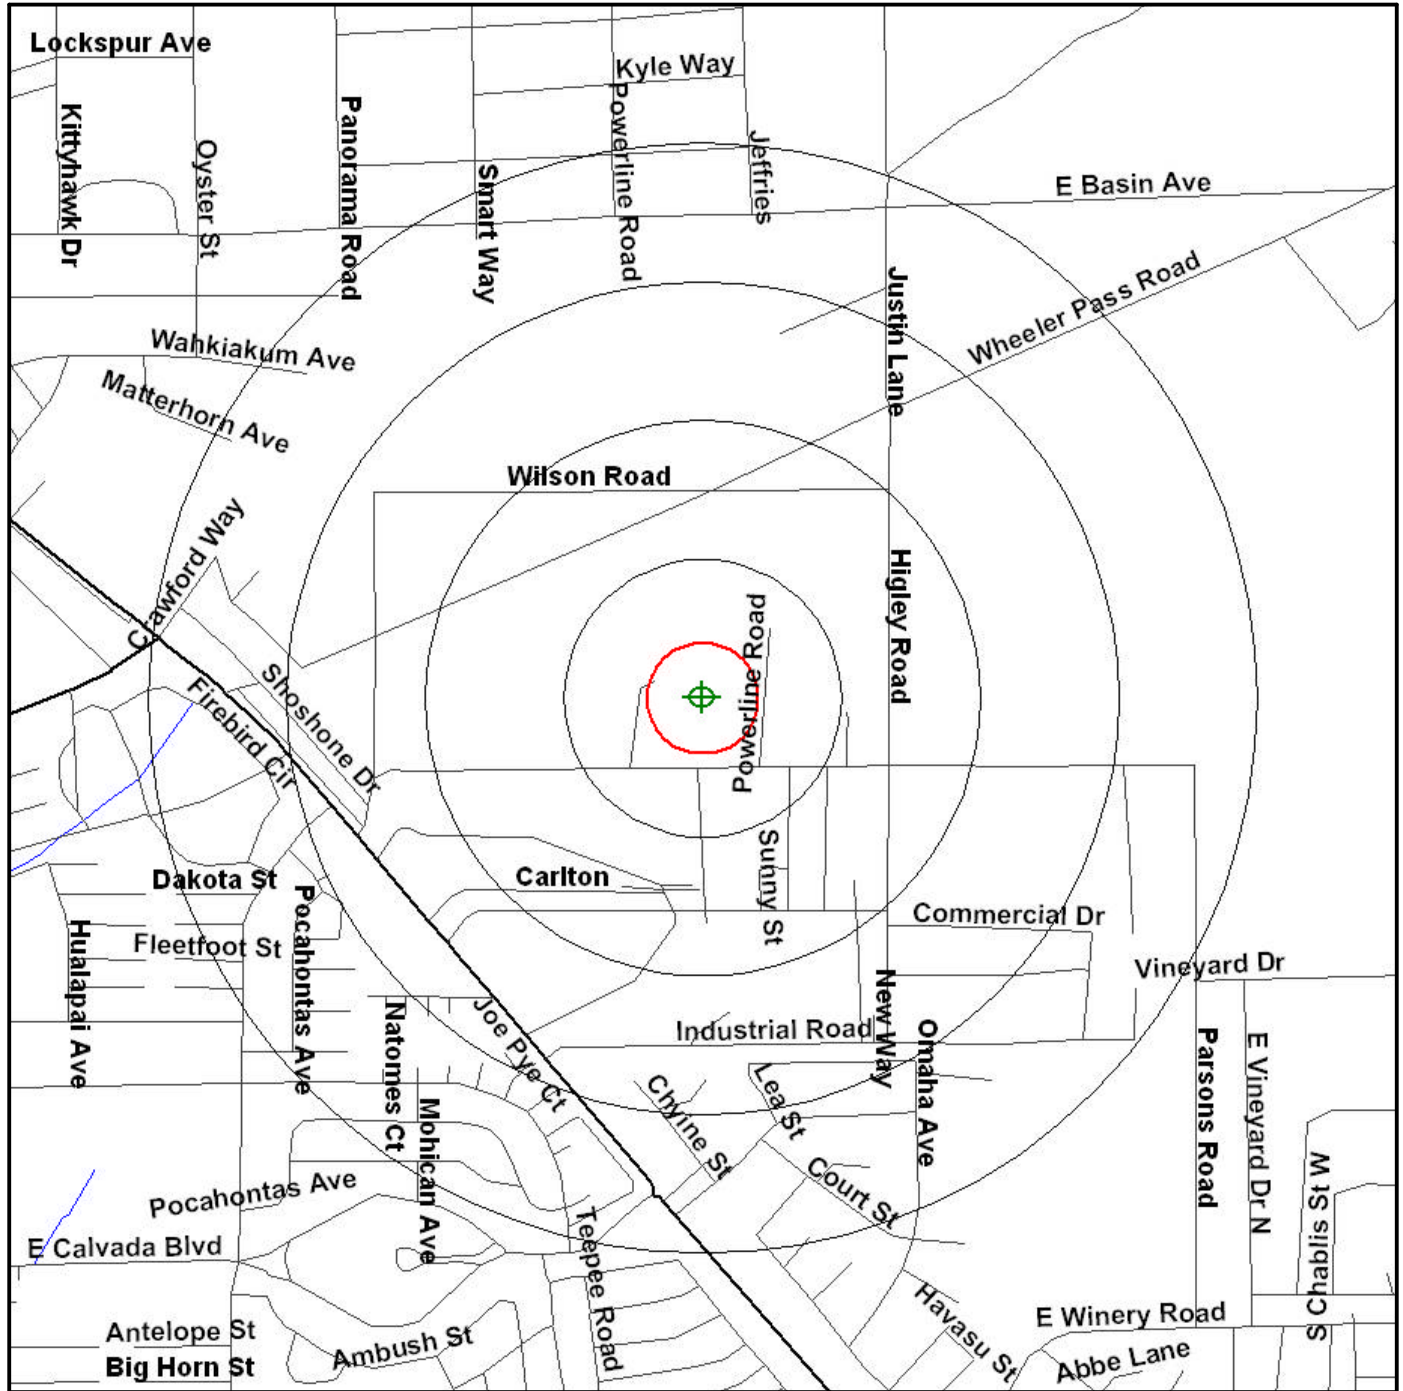 Lockspur Ave
Kyle Way
Kittyhawk Dr
Oyster St
Panorama Road
Smart Way
Powerline Road
Jeffries
E Basin Ave
Justin Lane
Wheeler Pass Road
Wahkiakum Ave
Matterhorn Ave
Wilson Road
Crawford Way
Higley Road
Powerline Road
Shoshone Dr
Firebird Cir
Sunny St
Dakota St
Carlton
Pocahontas Ave
Commercial Dr
Hualapai Ave
Fleetfoot St
Vineyard Dr
New Way
Natomes Ct
Joe Pye Ct
Industrial Road
Omaha Ave
Parsons Road
E Vineyard Dr N
Chyine St
Lea St
Mohican Ave
Court St
S Chablis St W
Pocahontas Ave
E Calvada Blvd
Teepee Road
Havasu St
E Winery Road
Antelope St
Ambush St
Abbe Lane
Big Horn St